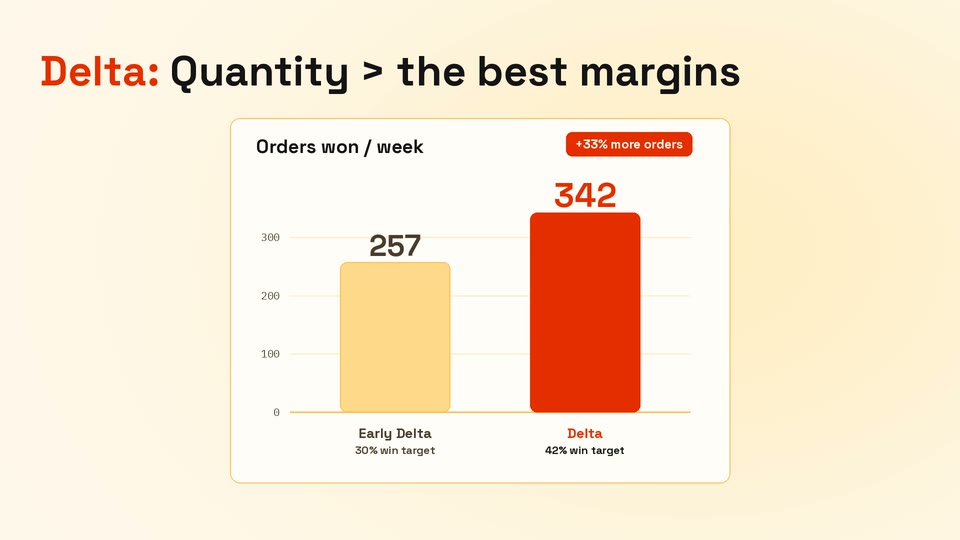 Delta: Quantity > the best margins
Orders won / week
+33% more orders
342
257
300
200
100
0
Early Delta
30% win target
Delta
42% win target